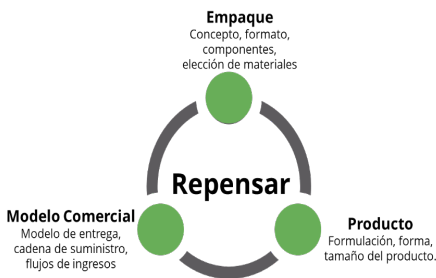 Empaque
Concepto, formato,
componentes,
elección de materiales
Repensar
Modelo Comercial
Modelo de entrega,
cadena de suministro,
flujos de ingresos
Producto
Formulación, forma,
tamaño del producto.